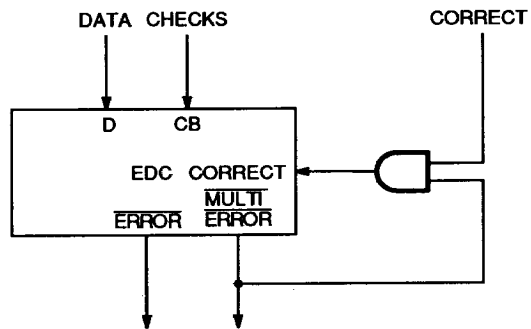 DATA CHECKS
CORRECT
D CB
EDC CORRECT
MULTI
ERROR ERROR